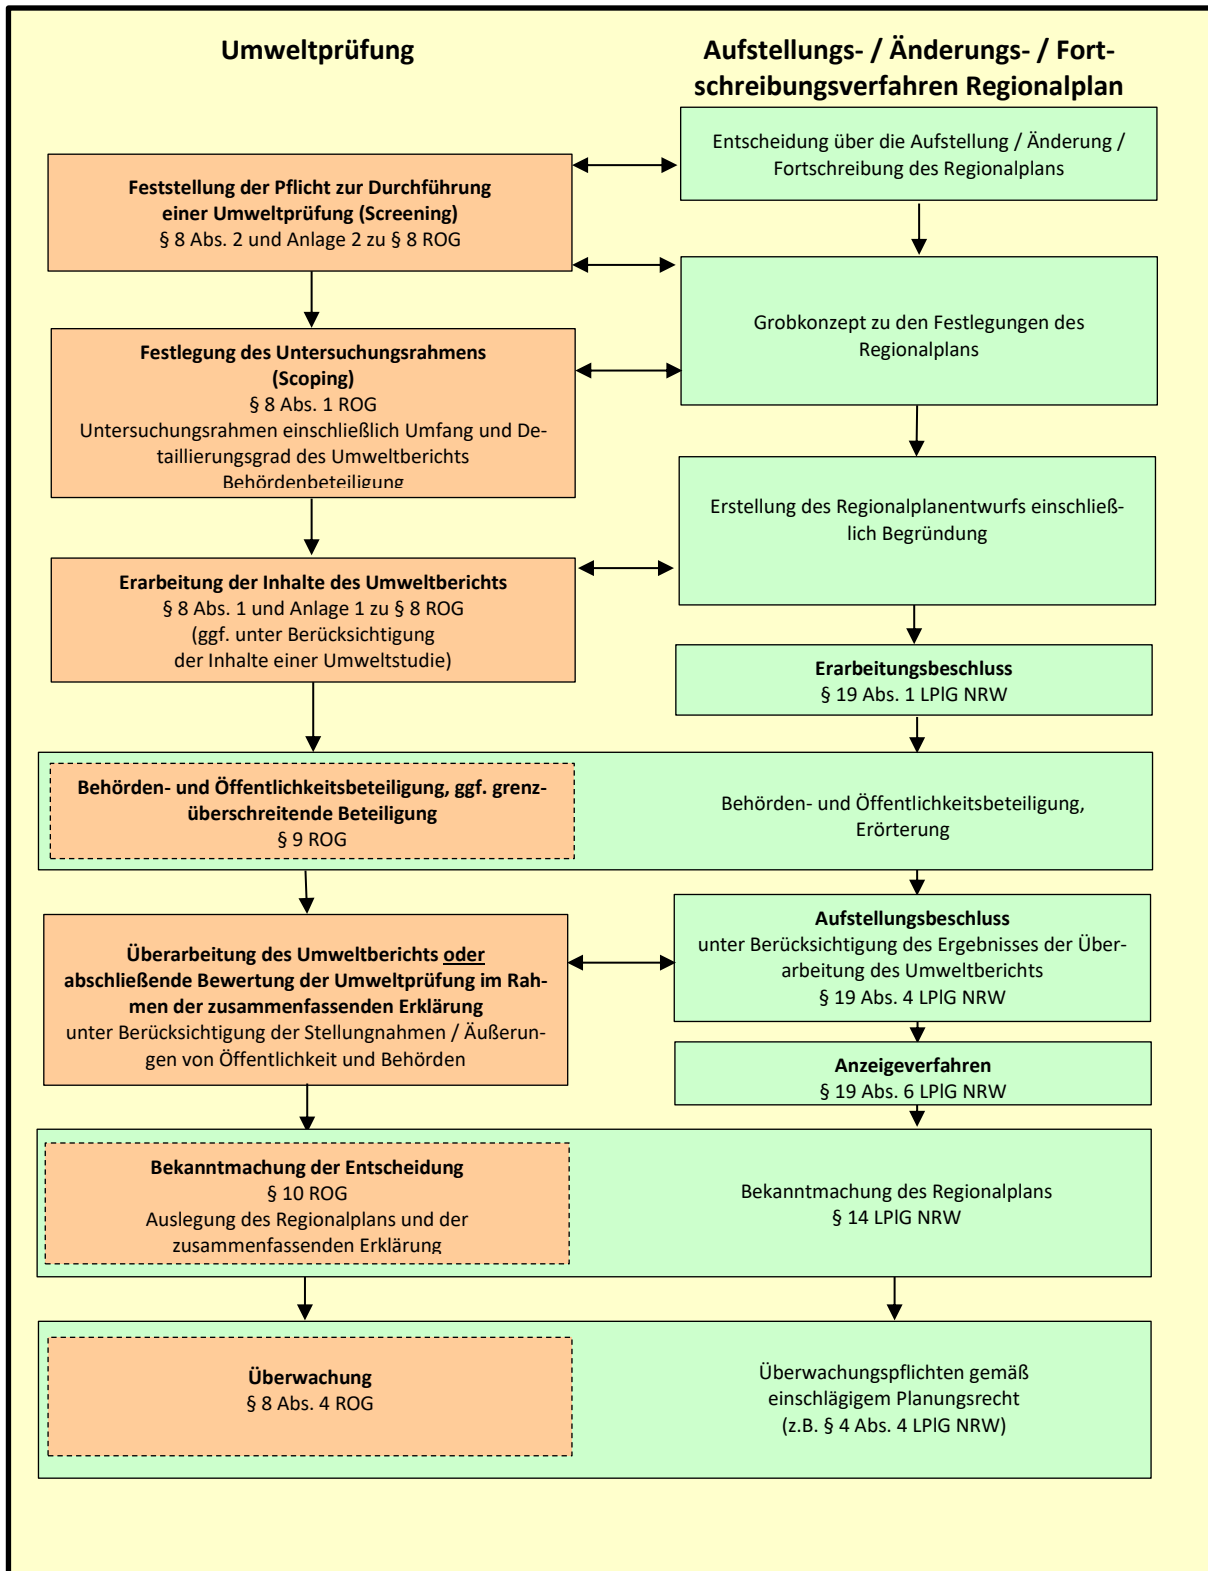 Umweltprüfung
Aufstellungs- / Änderungs- / Fort-
schreibungsverfahren Regionalplan
Entscheidung über die Aufstellung / Änderung /
Fortschreibung des Regionalplans
Feststellung der Pflicht zur Durchführung
einer Umweltprüfung (Screening)
§ 8 Abs. 2 und Anlage 2 zu § 8 ROG
Grobkonzept zu den Festlegungen des
Regionalplans
Festlegung des Untersuchungsrahmens
(Scoping)
§ 8 Abs. 1 ROG
Untersuchungsrahmen einschließlich Umfang und De-
taillierungsgrad des Umweltberichts
Behördenbeteiligung
Erstellung des Regionalplanentwurfs einschließ-
lich Begründung
Erarbeitung der Inhalte des Umweltberichts
§ 8 Abs. 1 und Anlage 1 zu § 8 ROG
(ggf. unter Berücksichtigung
der Inhalte einer Umweltstudie)
Erarbeitungsbeschluss
§ 19 Abs. 1 LPlG NRW
Behörden- und Öffentlichkeitsbeteiligung, ggf. grenz-
überschreitende Beteiligung
§ 9 ROG
Behörden- und Öffentlichkeitsbeteiligung,
Erörterung
Überarbeitung des Umweltberichts oder
abschließende Bewertung der Umweltprüfung im Rah-
men der zusammenfassenden Erklärung
unter Berücksichtigung der Stellungnahmen / Äußerun-
gen von Öffentlichkeit und Behörden
Aufstellungsbeschluss
unter Berücksichtigung des Ergebnisses der Über-
arbeitung des Umweltberichts
§ 19 Abs. 4 LPlG NRW
Anzeigeverfahren
§ 19 Abs. 6 LPlG NRW
Bekanntmachung der Entscheidung
§ 10 ROG
Auslegung des Regionalplans und der
zusammenfassenden Erklärung
Bekanntmachung des Regionalplans
§ 14 LPlG NRW
Überwachung
§ 8 Abs. 4 ROG
Überwachungspflichten gemäß
einschlägigem Planungsrecht
(z.B. § 4 Abs. 4 LPlG NRW)